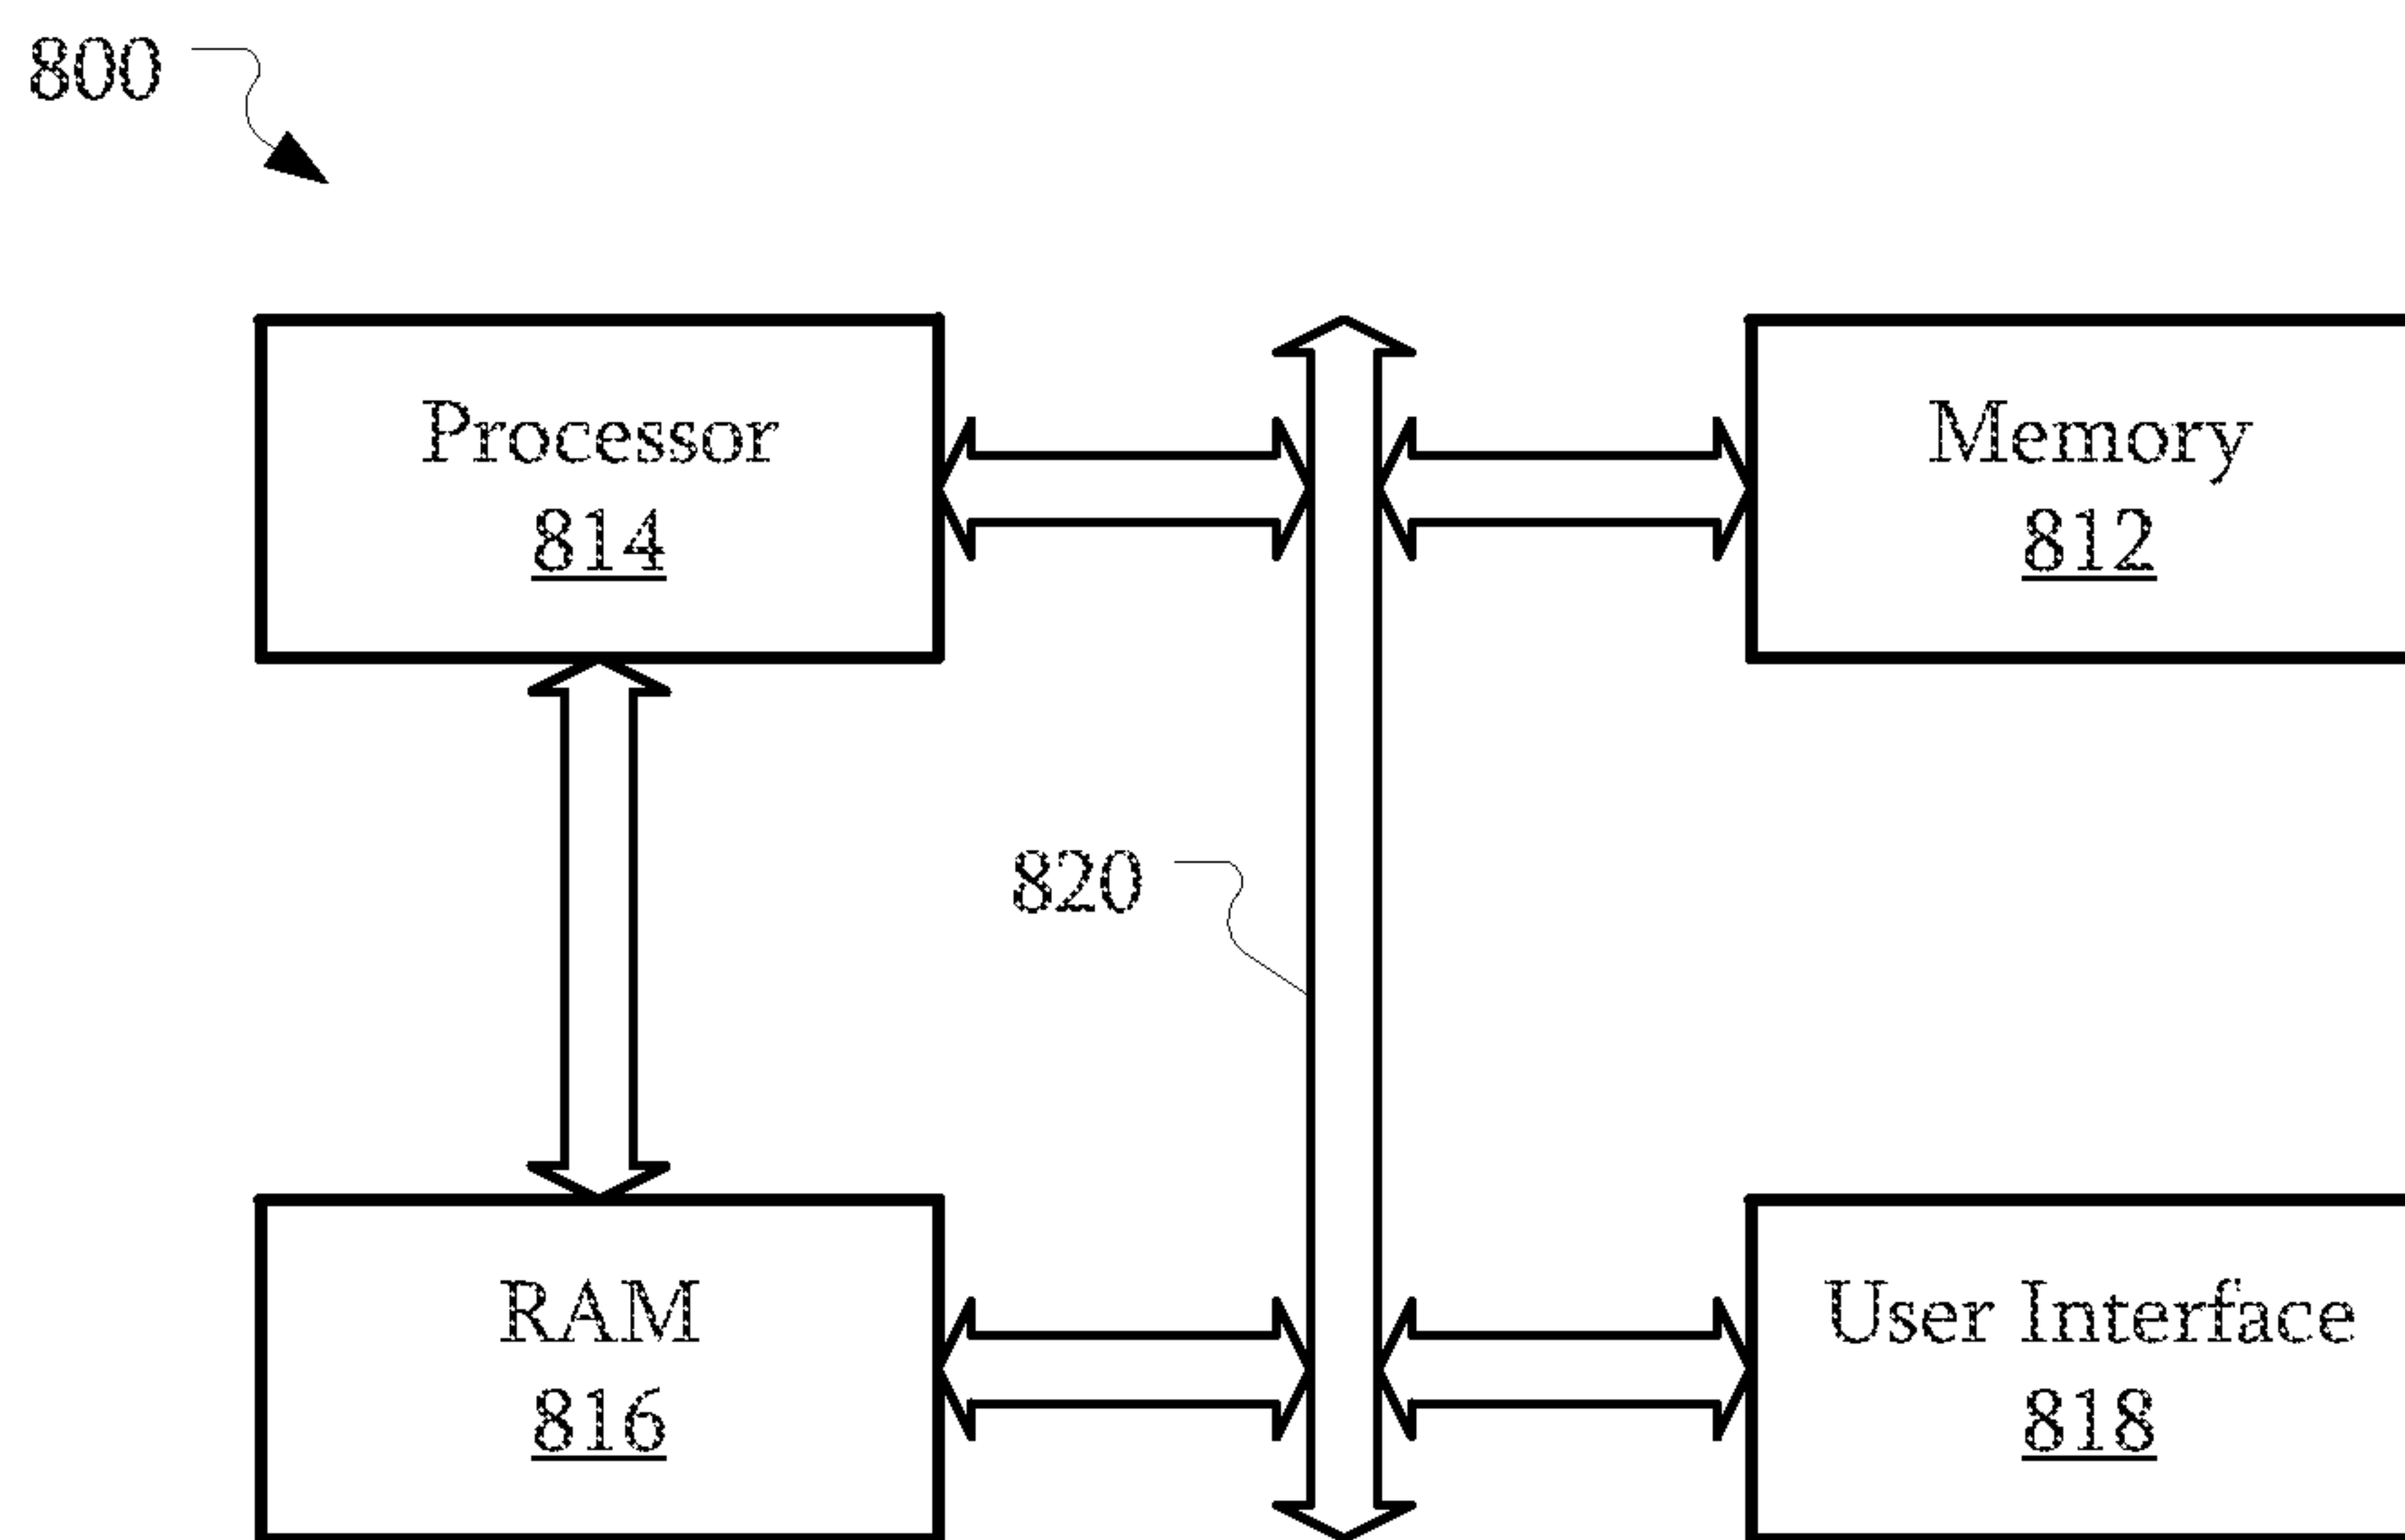 800
Processor
814
Memory
812
820
RAM
816
User Interface
818